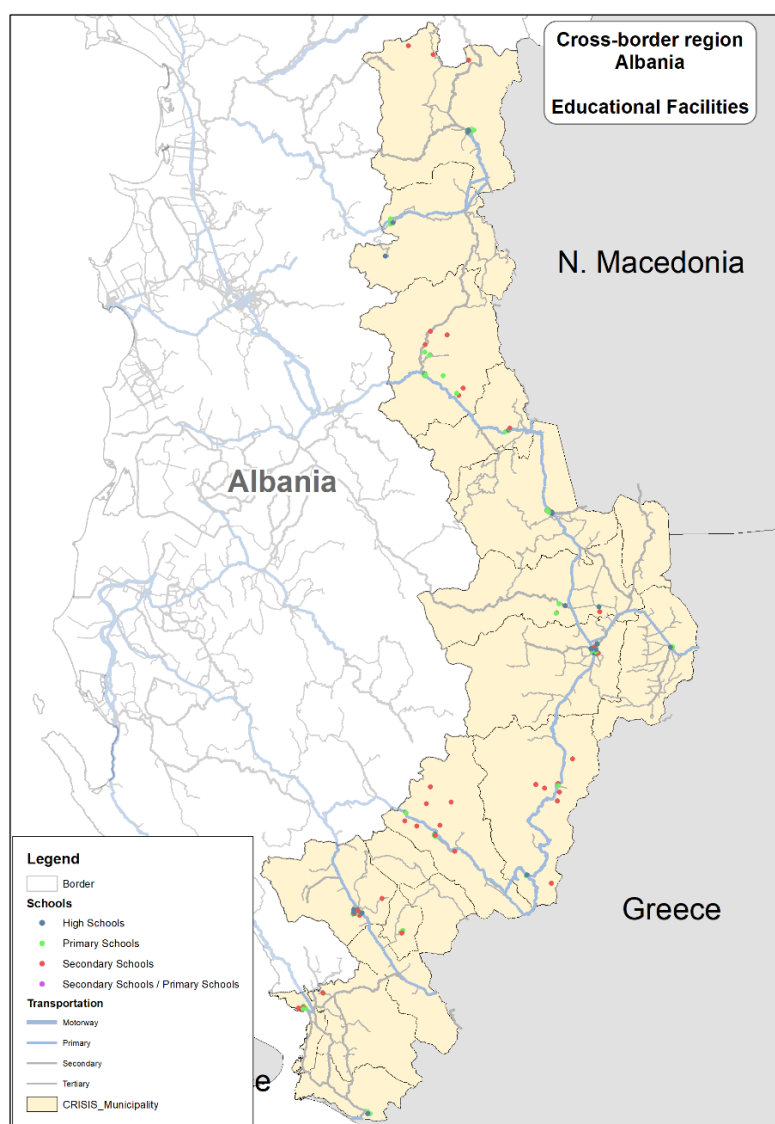 Cross-border region
Albania
Educational Facilities
N. Macedonia
Albania
Greece
e
Legend
Border
Schools
High Schools
Primary Schools
Secondary Schools
Secondary Schools / Primary Schools
Transportation
Motorway
Primary
Secondary
Tertiary
CRISIS_Municipality